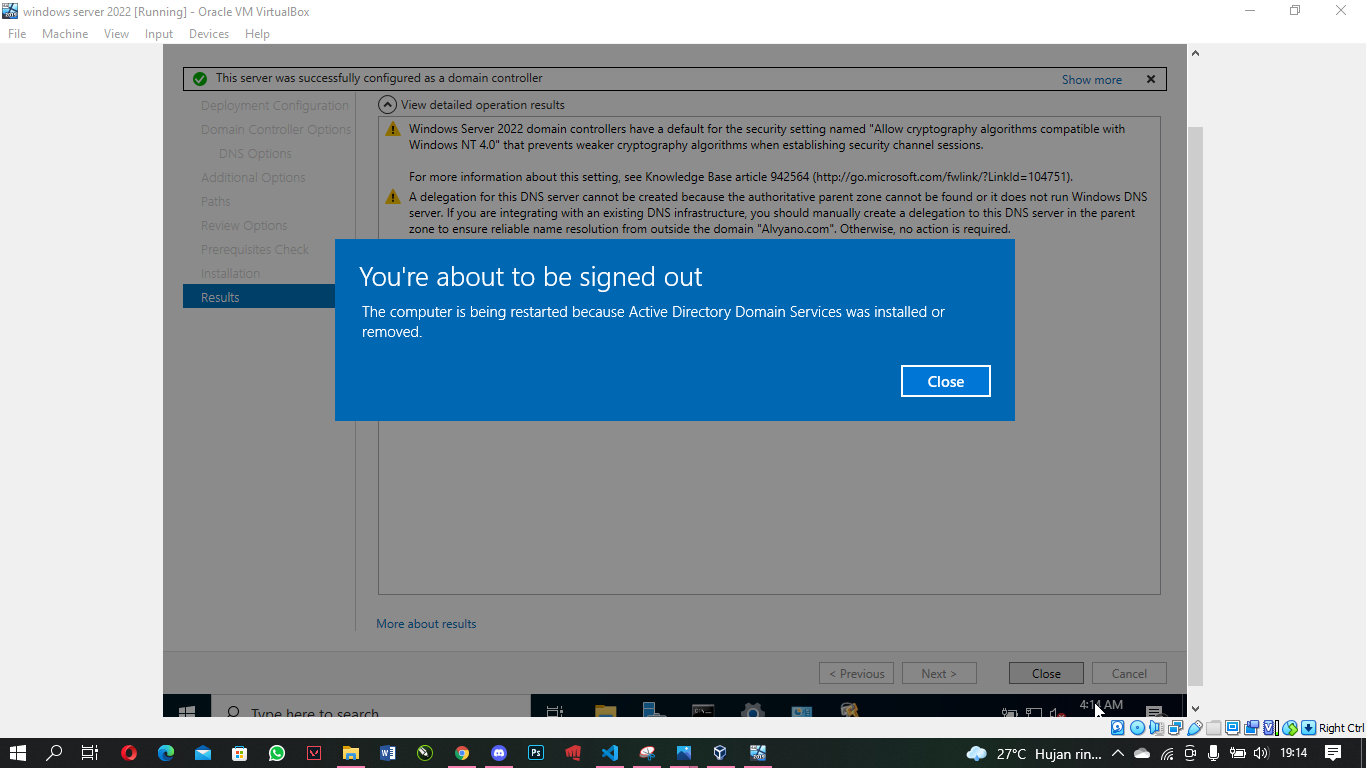 windows server 2022 [Running] - Oracle VM VirtualBox
File Machine View Input Devices Help
This server was successfully configured as a domain controller
Show more
Deployment Configuration
Domain Controller Options
DNS Options
Additional Options
Paths
Review Options
Prerequisites Check
Installation
Results
View detailed operation results
Windows Server 2022 domain controllers have a default for the security setting named "Allow cryptography algorithms compatible with
Windows NT 4.0" that prevents weaker cryptography algorithms when establishing security channel sessions.
For more information about this setting, see Knowledge Base article 942564 (http://go.microsoft.com/fwlink/?LinkId=104751).
A delegation for this DNS server cannot be created because the authoritative parent zone cannot be found or it does not run Windows DNS
server. If you are integrating with an existing DNS infrastructure, you should manually create a delegation to this DNS server in the parent
zone to ensure reliable name resolution from outside the domain "Alvyano.com". Otherwise, no action is required.
You're about to be signed out
The computer is being restarted because Active Directory Domain Services was installed or
removed.
Close
More about results
< Previous Next > Close Cancel
Type here to search
4:14 AM
Right Ctrl
27°C Hujan rin...
19:14